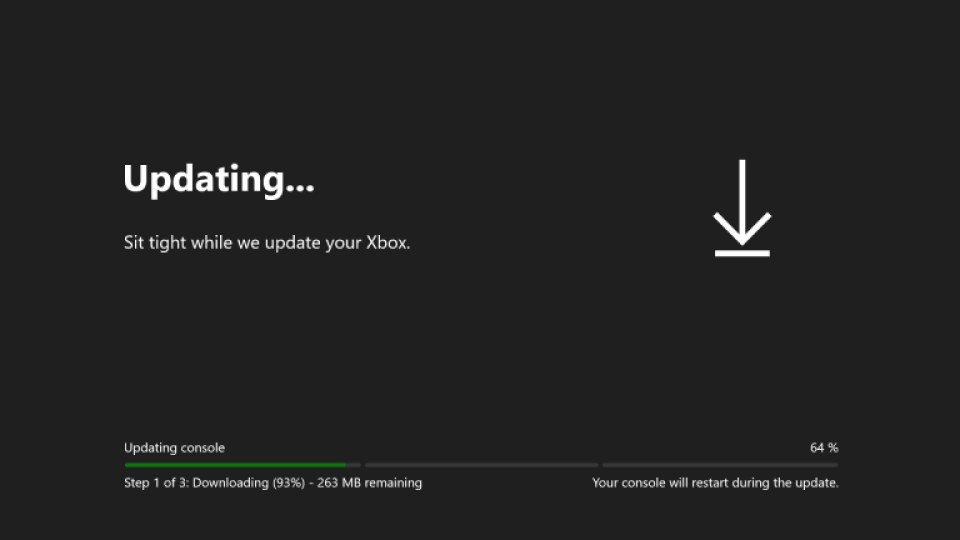 Updating...
Sit tight while we update your Xbox.
Updating console
64 %
Step 1 of 3: Downloading (93%) - 263 MB remaining
Your console will restart during the update.